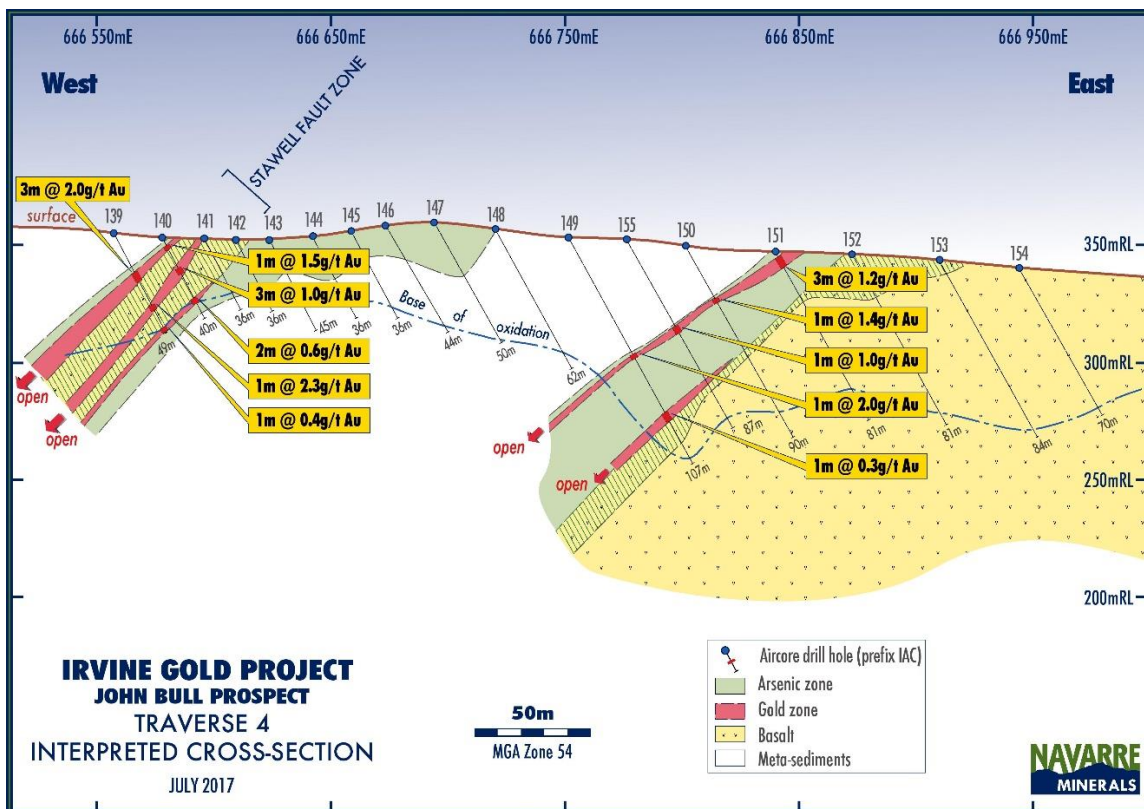 666 550mE
666 650mE
666 750mE
666 850mE
666 950mE
West
East
STAWELL FAULT ZONE
3m @ 2.0g/t Au
surface
139
140
141
142
143
144
145
146
147
148
149
155
150
151
152
153
154
350mRL
300mRL
250mRL
200mRL
1m @ 1.5g/t Au
3m @ 1.0g/t Au
2m @ 0.6g/t Au
1m @ 2.3g/t Au
1m @ 0.4g/t Au
3m @ 1.2g/t Au
1m @ 1.4g/t Au
1m @ 1.0g/t Au
1m @ 2.0g/t Au
1m @ 0.3g/t Au
Base of oxidation
49m
40m
36m
36m
45m
36m
36m
44m
50m
62m
107m
87m
90m
81m
81m
84m
70m
open
open
open
open
IRVINE GOLD PROJECT
JOHN BULL PROSPECT
TRAVERSE 4
INTERPRETED CROSS-SECTION
JULY 2017
50m
MGA Zone 54
Aircore drill hole (prefix IAC)
Arsenic zone
Gold zone
Basalt
Meta-sediments
NAVARRE
MINERALS